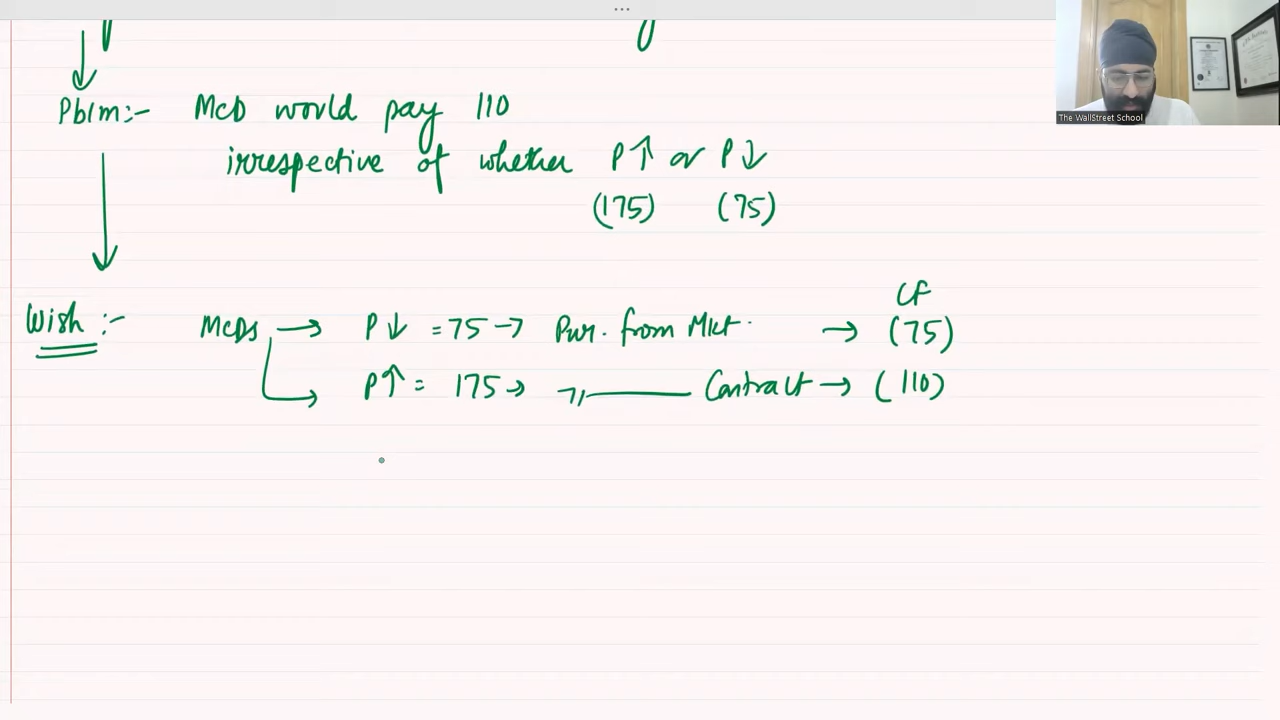 The WallStreet School
Pblm:- McD would pay 110
irrespective of whether P↑ or P↓
(175) (75)
CF
Wish :- McDs → P↓ = 75 → Pur. from Mkt. → (75)
P↑ = 175 → —〃— Contract → (110)